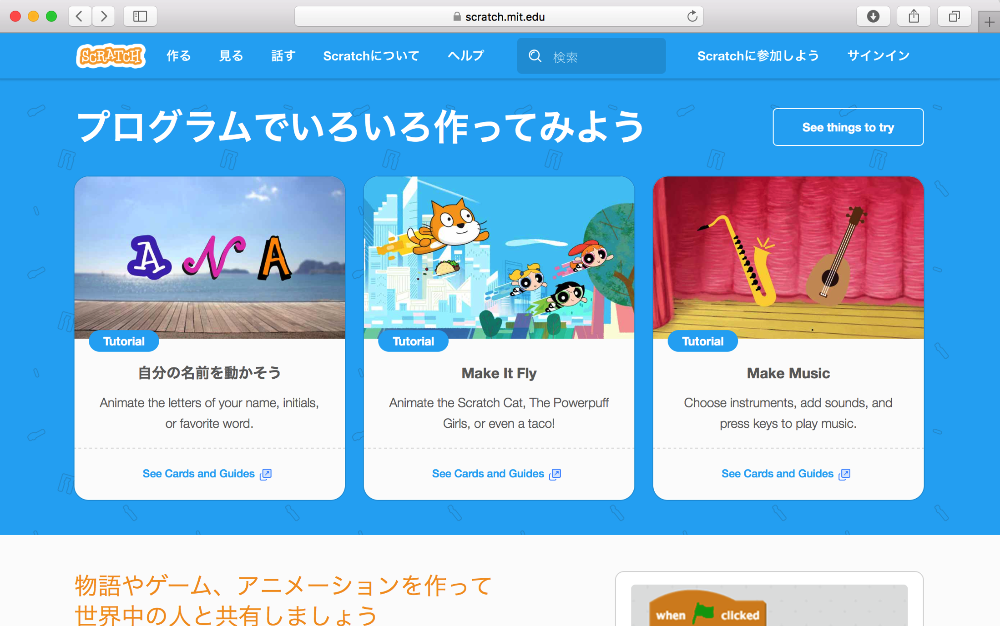 scratch.mit.edu
SCRATCH
作る
見る
話す
Scratchについて
ヘルプ
検索
Scratchに参加しよう
サインイン
プログラムでいろいろ作ってみよう
See things to try
ANA
Tutorial
自分の名前を動かそう
Animate the letters of your name, initials,
or favorite word.
See Cards and Guides
Tutorial
Make It Fly
Animate the Scratch Cat, The Powerpuff
Girls, or even a taco!
See Cards and Guides
Tutorial
Make Music
Choose instruments, add sounds, and
press keys to play music.
See Cards and Guides
物語やゲーム、アニメーションを作って
世界中の人と共有しましょう
when clicked